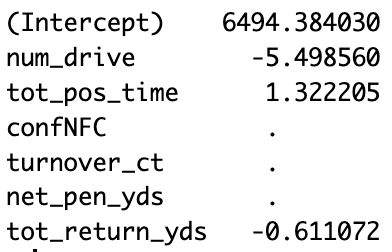 (Intercept) 6494.384030
num_drive -5.498560
tot_pos_time 1.322205
confNFC .
turnover_ct .
net_pen_yds .
tot_return_yds -0.611072